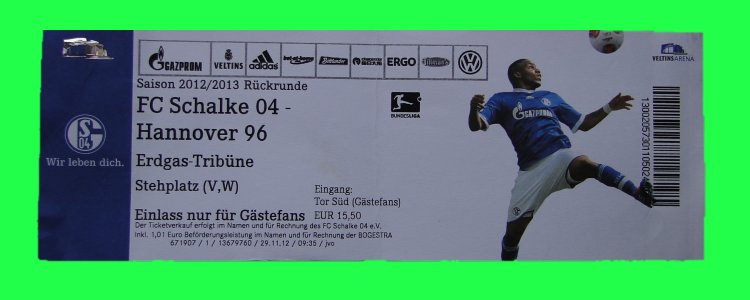 GAZPROM VELTINS adidas ERGO
Saison 2012/2013 Rückrunde
FC Schalke 04 -
Hannover 96
Erdgas-Tribüne
Stehplatz (V,W)
Einlass nur für Gästefans
Eingang:
Tor Süd (Gästefans)
EUR 15,50
Der Ticketverkauf erfolgt im Namen und für Rechnung des FC Schalke 04 e.V.
inkl. 1,01 Euro Beförderungsleistung im Namen und für Rechnung der BOGESTRA
671907 / 1 / 13679760 / 29.11.12 / 09:35 / jvo
S 04
Wir leben dich.
BUNDESLIGA
GAZPROM
VELTINS ARENA
1300205730110502